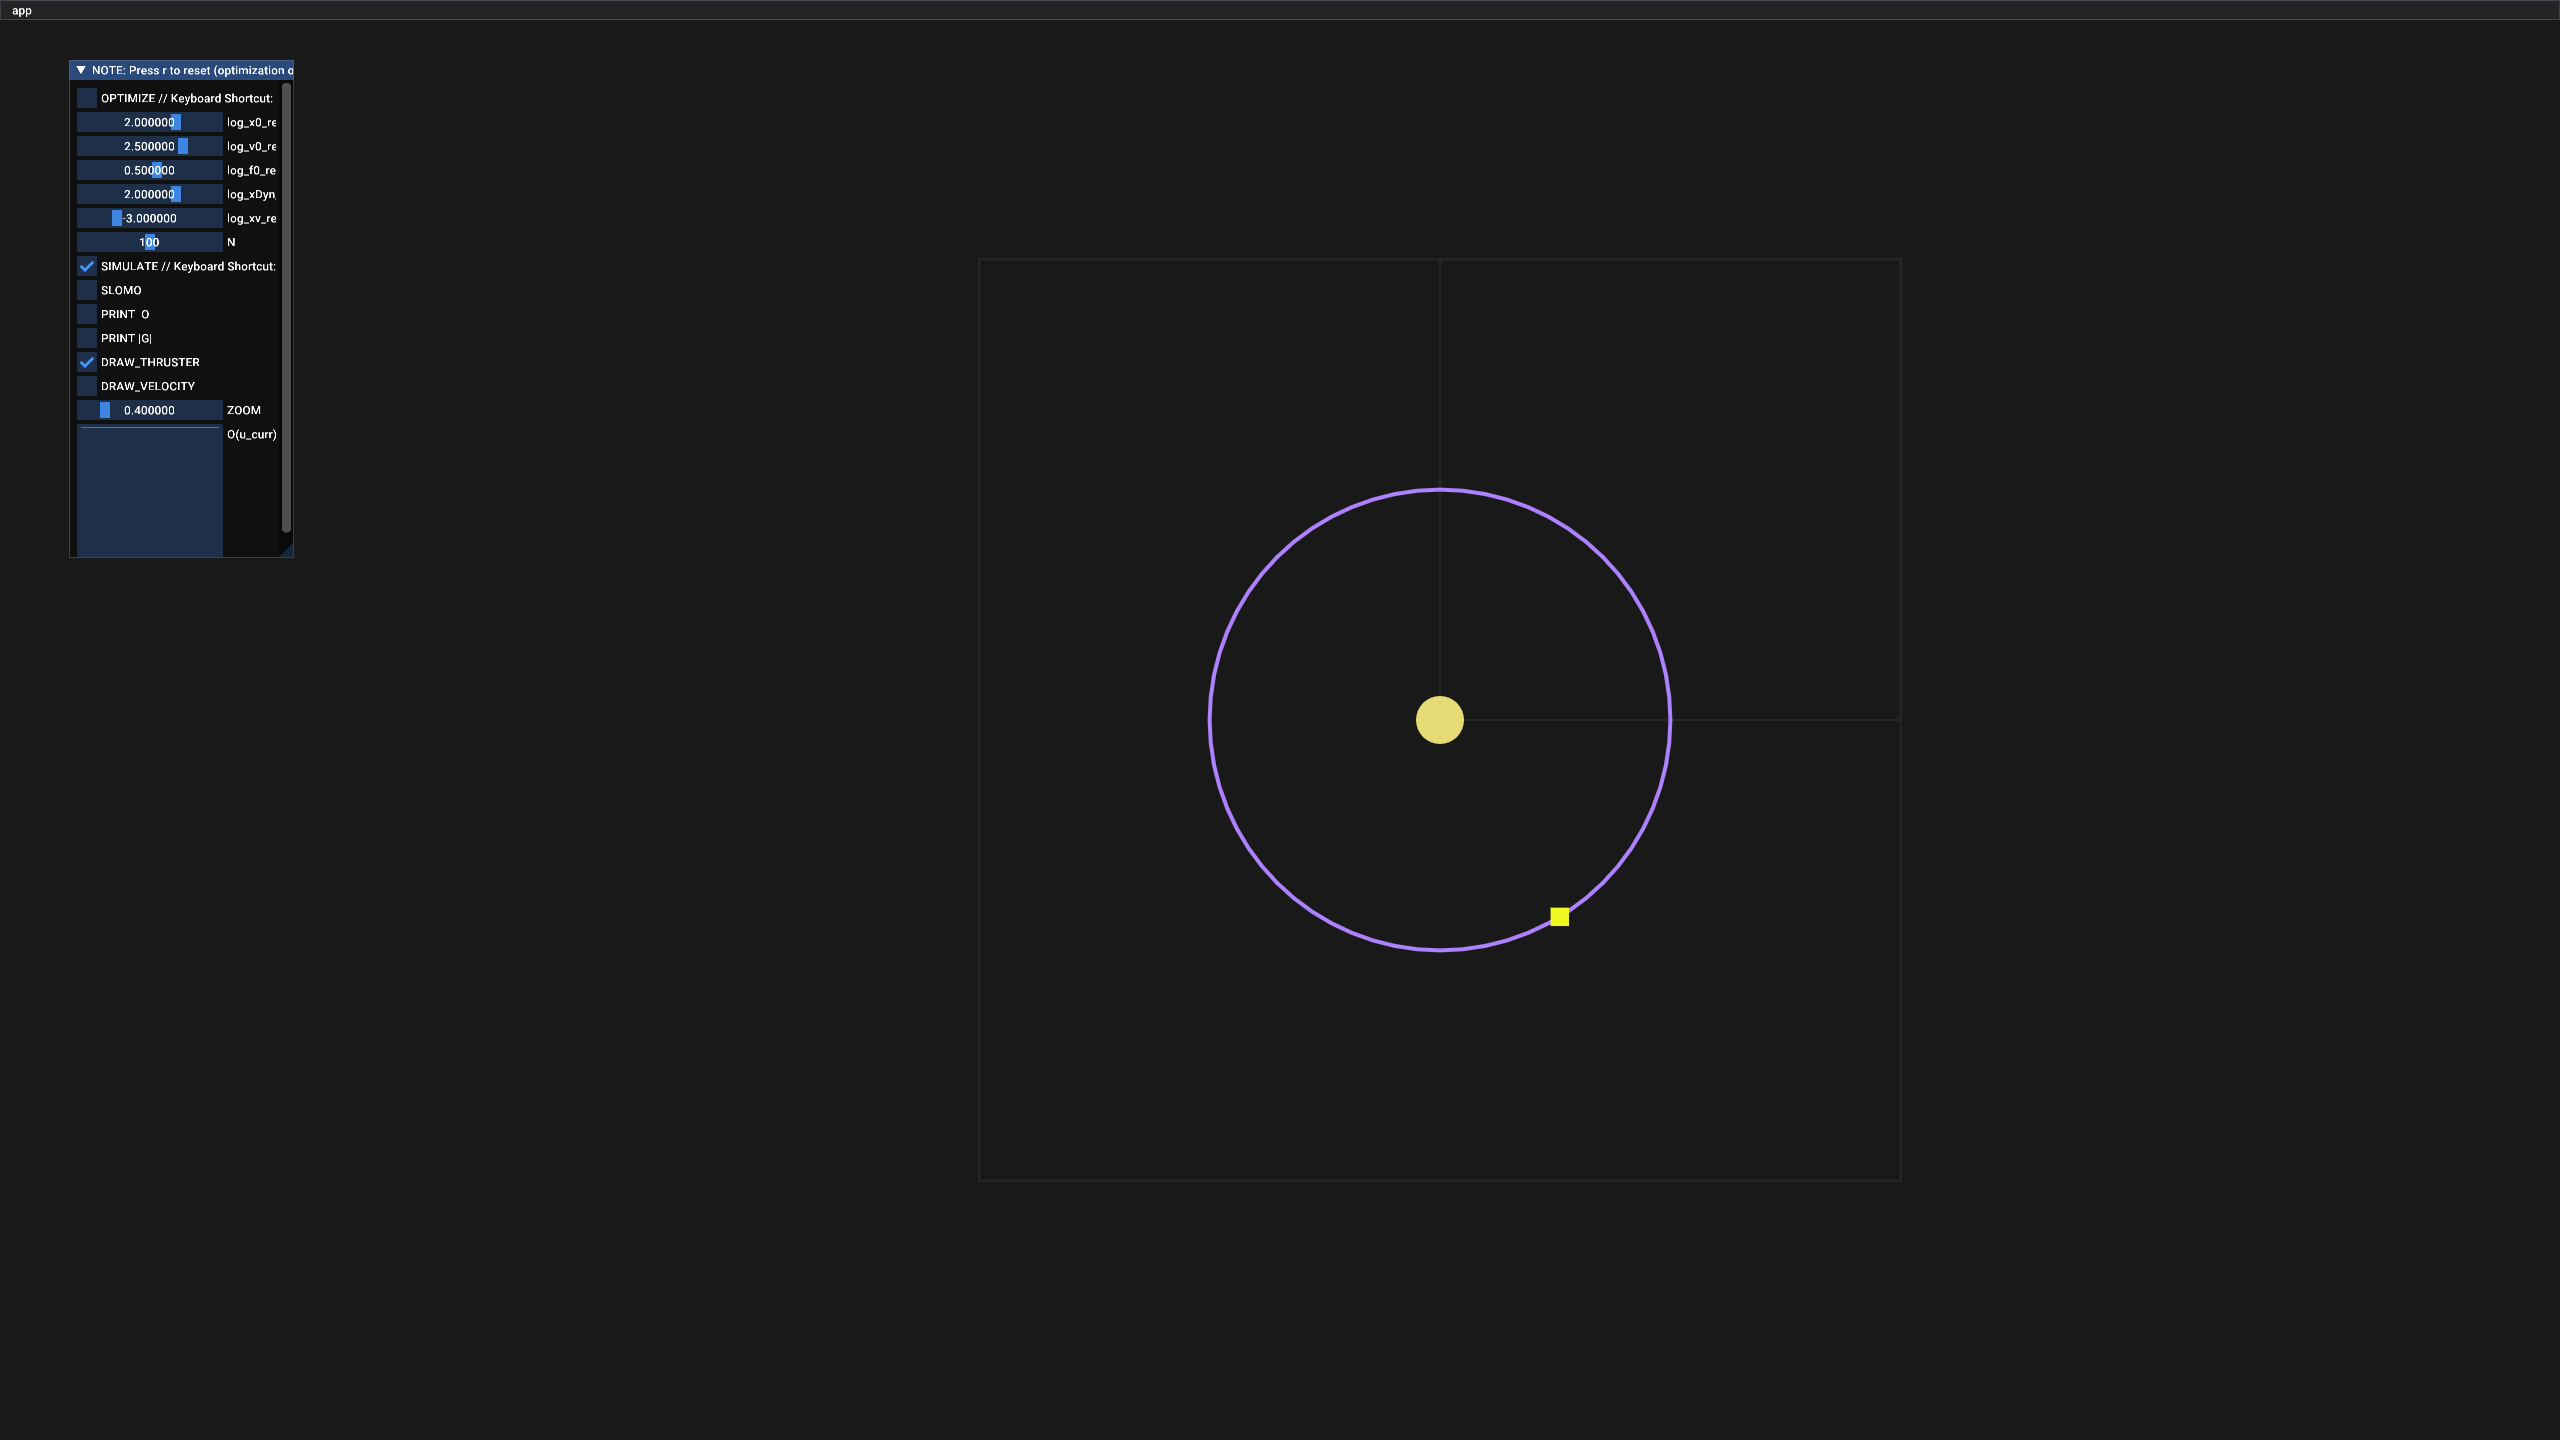 app
NOTE: Press r to reset (optimization o
OPTIMIZE // Keyboard Shortcut:
2.000000 log_x0_re
2.500000 log_v0_re
0.500000 log_f0_re
2.000000 log_xDyn_
-3.000000 log_xv_re
100 N
SIMULATE // Keyboard Shortcut:
SLOMO
PRINT O
PRINT |G|
DRAW_THRUSTER
DRAW_VELOCITY
0.400000 ZOOM
O(u_curr)